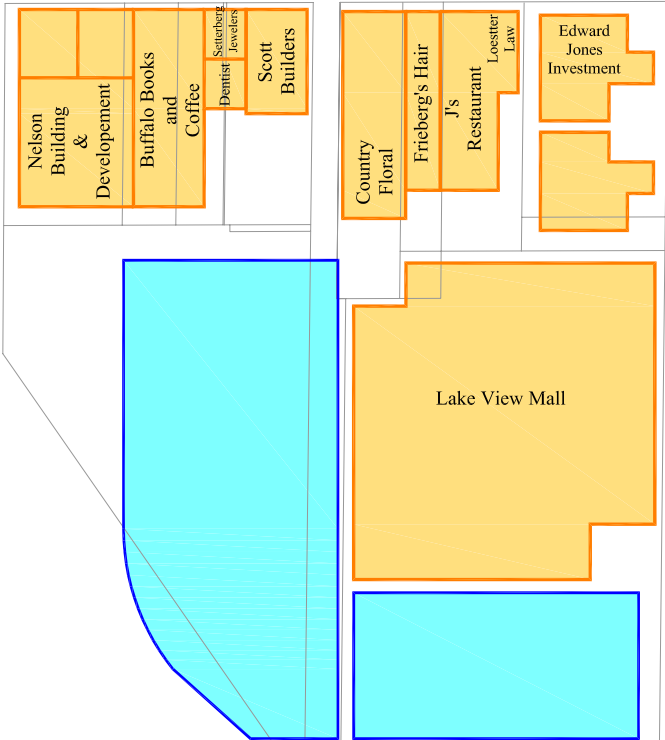 Nelson
Building
&
Developement
Buffalo Books
and
Coffee
Setterberg
Jewelers
Dentist
Scott
Builders
Country
Floral
Frieberg's Hair
J's
Restaurant
Loestter
Law
Edward
Jones
Investment
Lake View Mall